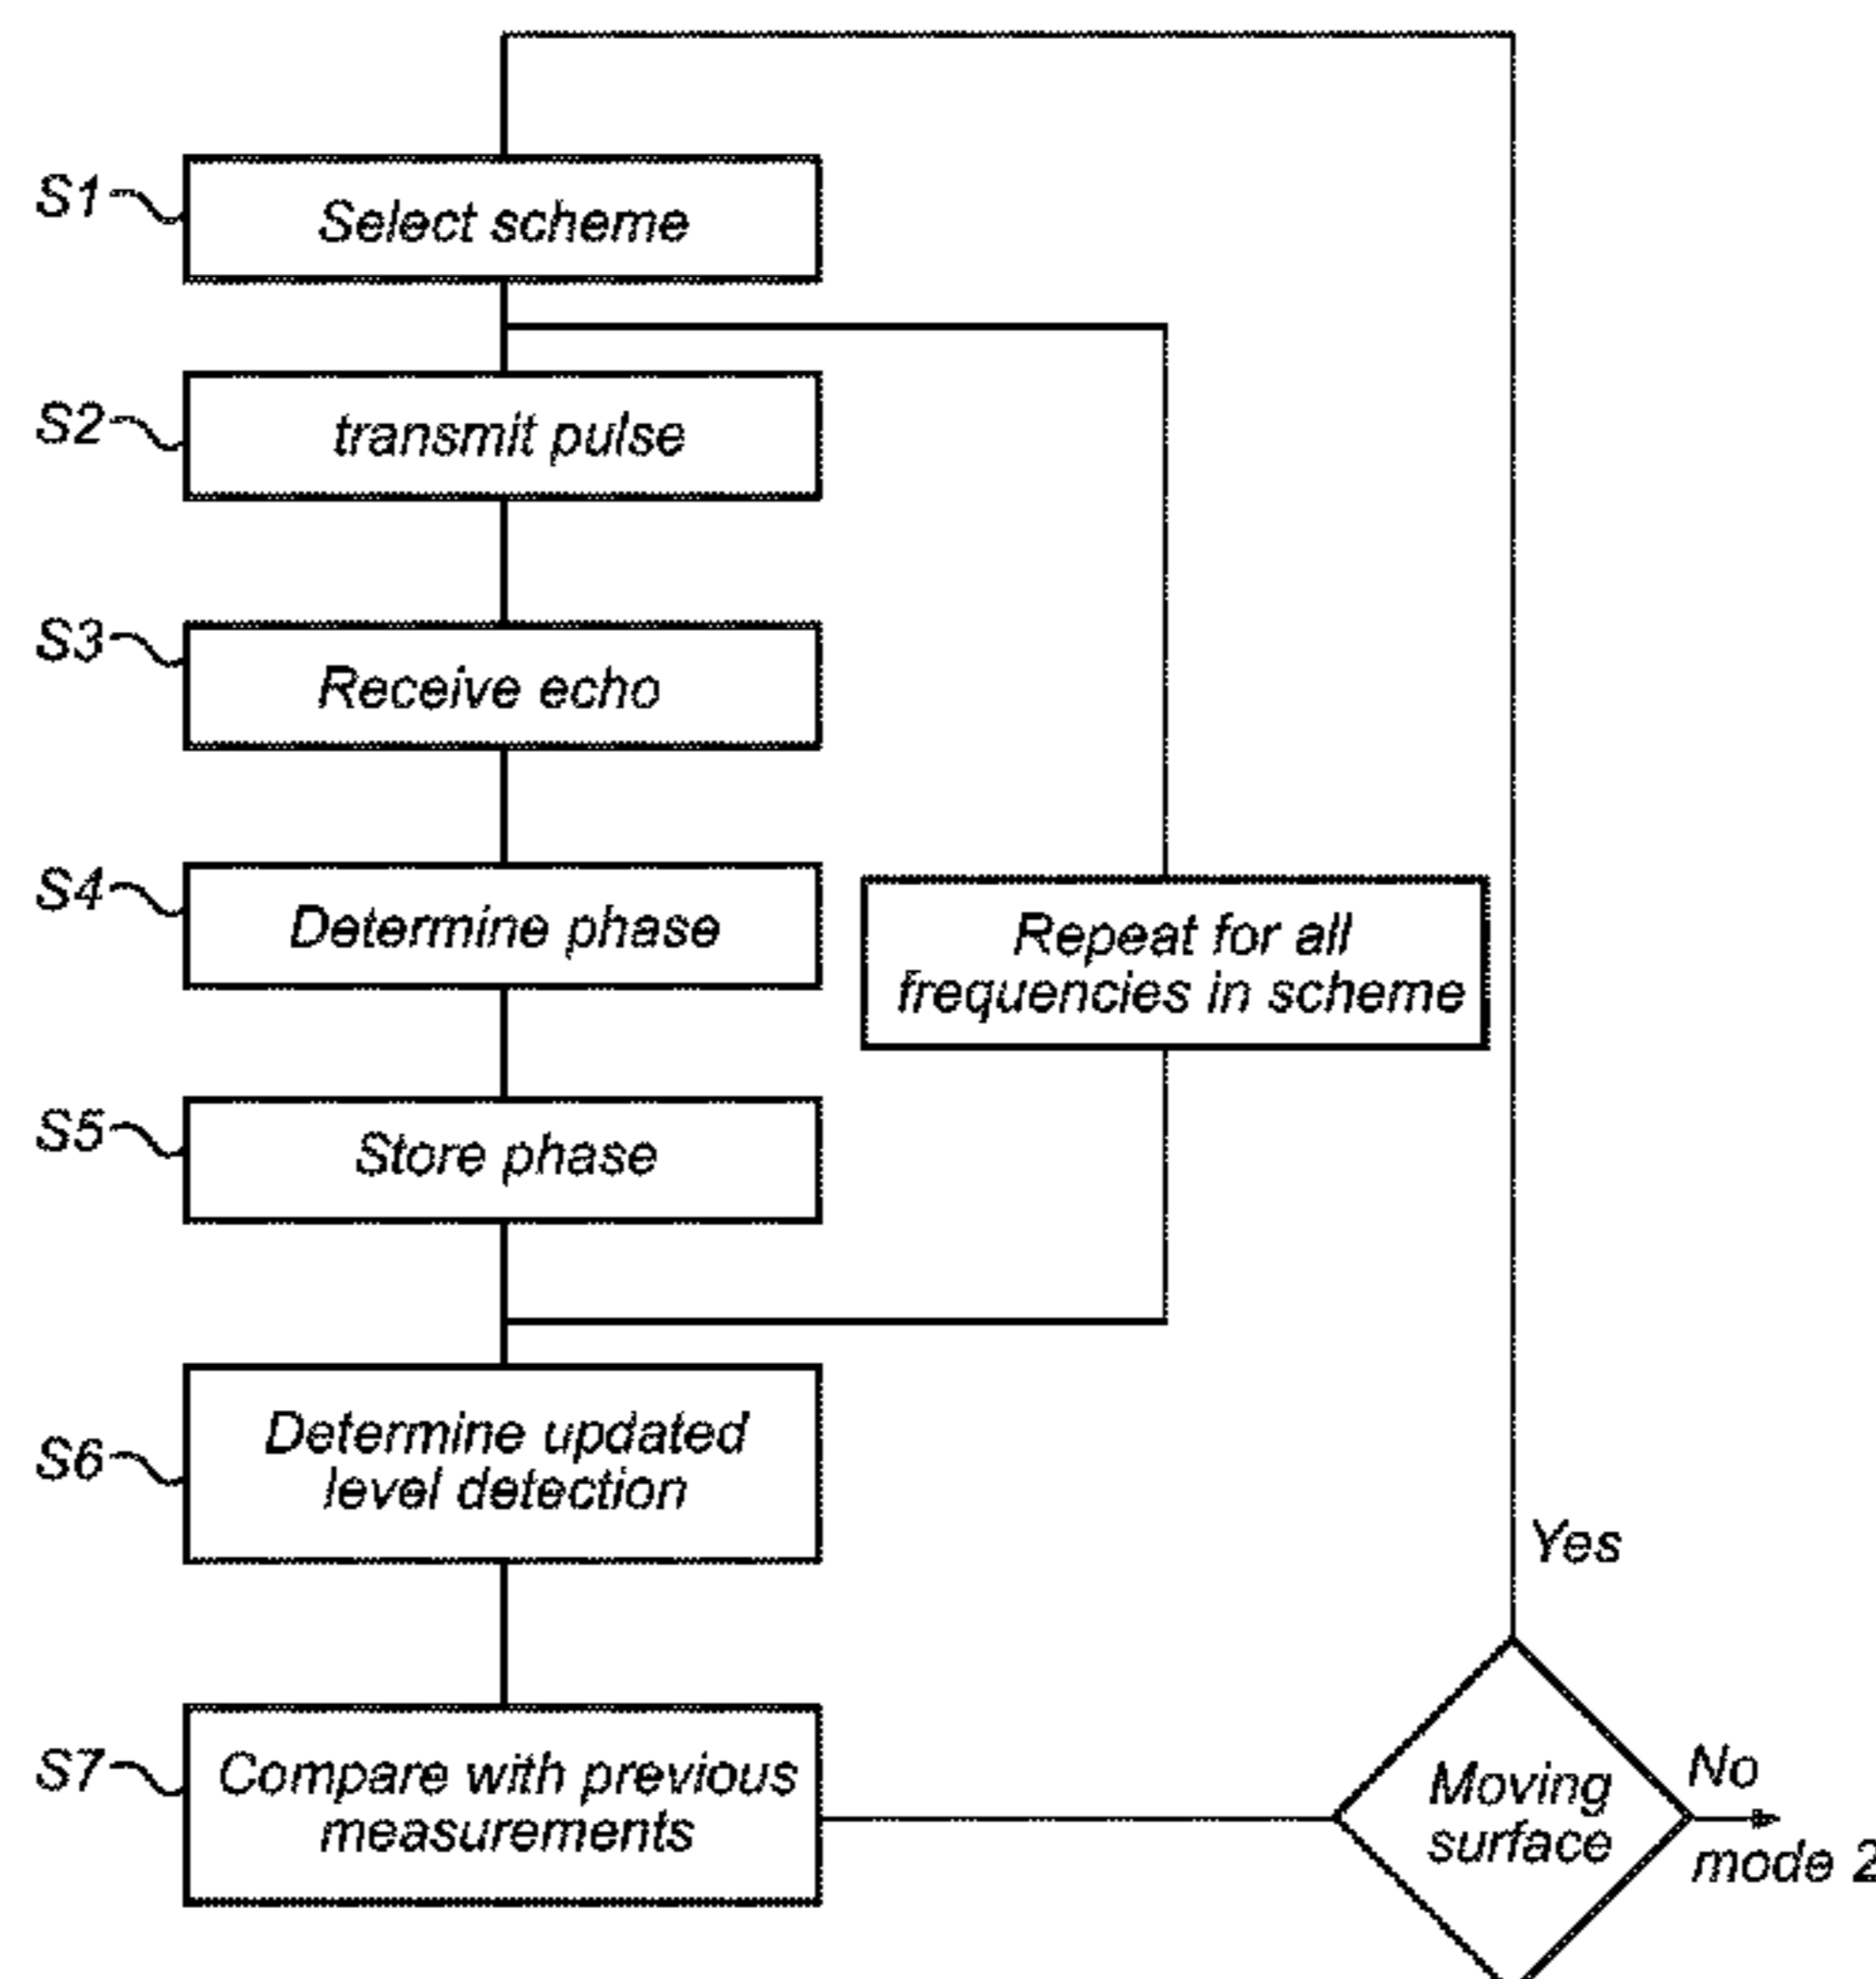 S1
Select scheme
S2
transmit pulse
S3
Receive echo
S4
Determine phase
Repeat for all
frequencies in scheme
S5
Store phase
S6
Determine updated
level detection
Yes
S7
Compare with previous
measurements
Moving
surface
No
mode 2